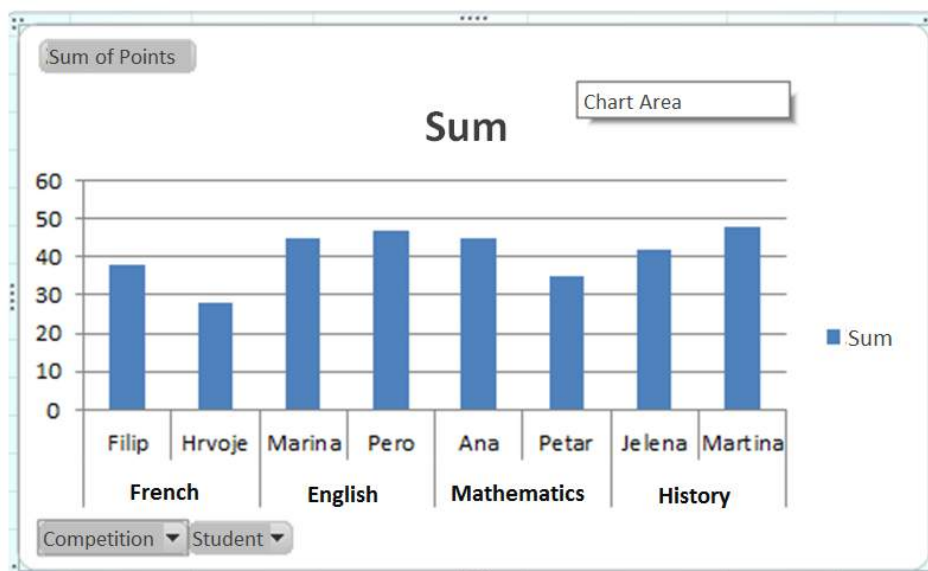 Sum of Points
Chart Area
Sum
60
50
40
30
20
10
0
Sum
Filip Hrvoje Marina Pero Ana Petar Jelena Martina
French English Mathematics History
Competition Student